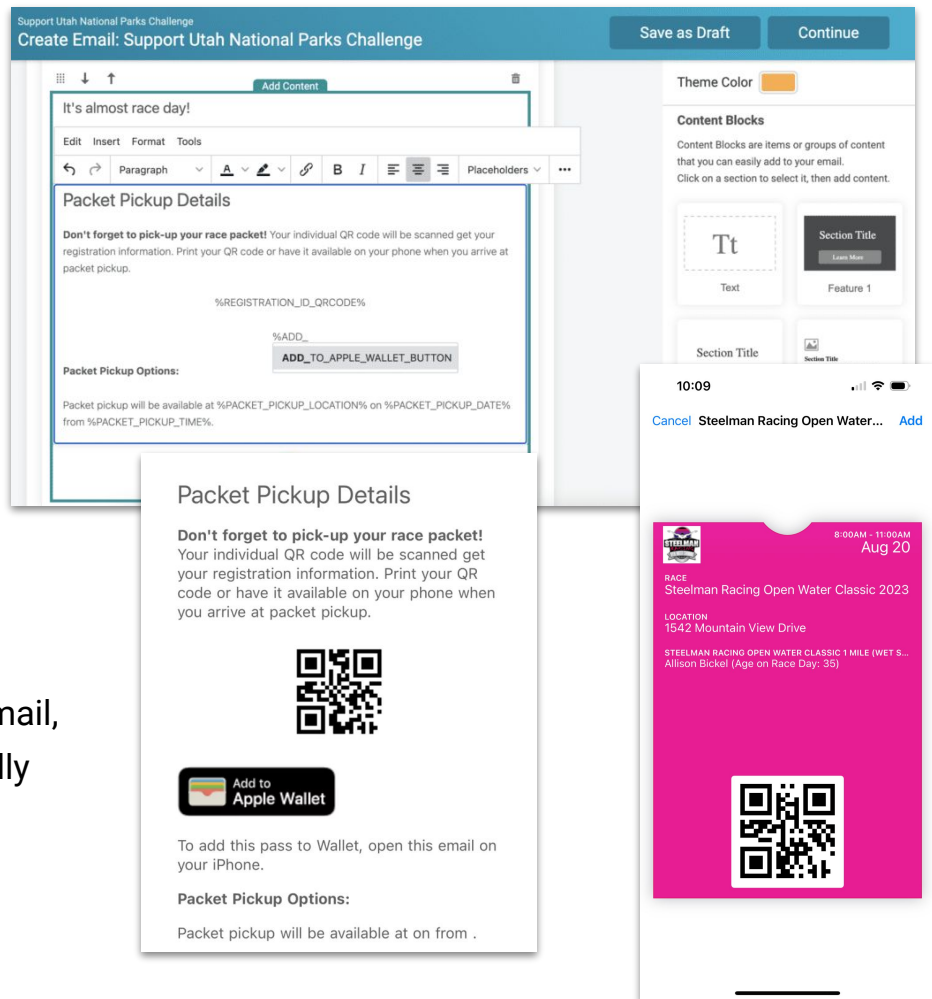 Support Utah National Parks Challenge
Create Email: Support Utah National Parks Challenge
Save as Draft
Continue
Add Content
It's almost race day!
Edit Insert Format Tools
Paragraph
A
B I
Placeholders
Packet Pickup Details
Don't forget to pick-up your race packet! Your individual QR code will be scanned get your
registration information. Print your QR code or have it available on your phone when you arrive at
packet pickup.
%REGISTRATION_ID_QRCODE%
%ADD_
ADD_TO_APPLE_WALLET_BUTTON
Packet Pickup Options:
Packet pickup will be available at %PACKET_PICKUP_LOCATION% on %PACKET_PICKUP_DATE%
from %PACKET_PICKUP_TIME%.
Theme Color
Content Blocks
Content Blocks are items or groups of content
that you can easily add to your email.
Click on a section to select it, then add content.
Tt
Text
Section Title
Learn More
Feature 1
Section Title
Section Title
mail,
lly
Packet Pickup Details
Don't forget to pick-up your race packet!
Your individual QR code will be scanned get
your registration information. Print your QR
code or have it available on your phone when
you arrive at packet pickup.
Add to
Apple Wallet
To add this pass to Wallet, open this email on
your iPhone.
Packet Pickup Options:
Packet pickup will be available at on from .
10:09
Cancel Steelman Racing Open Water... Add
STEELMAN
8:00AM - 11:00AM
Aug 20
RACE
Steelman Racing Open Water Classic 2023
LOCATION
1542 Mountain View Drive
STEELMAN RACING OPEN WATER CLASSIC 1 MILE (WET S...
Allison Bickel (Age on Race Day: 35)